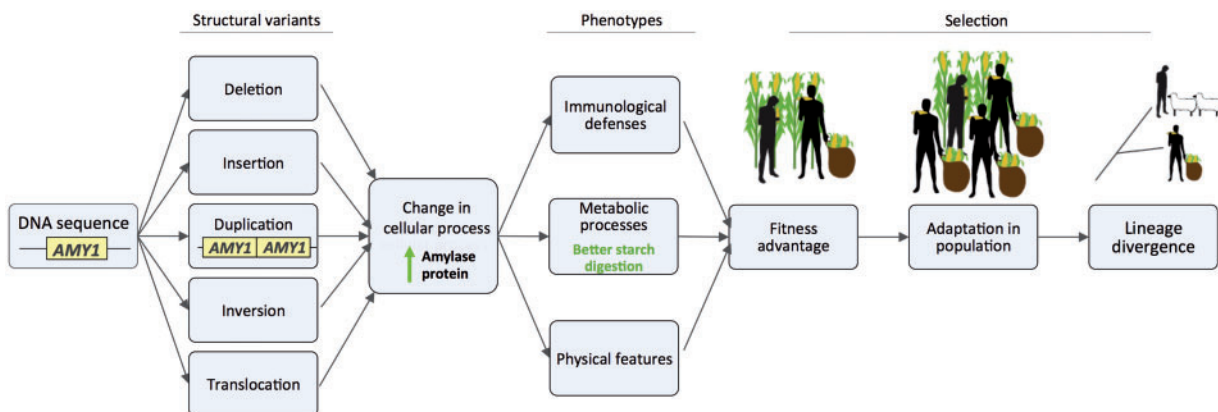 Structural variants
Phenotypes
Selection
DNA sequence
AMY1
Deletion
Insertion
Duplication
AMY1 AMY1
Inversion
Translocation
Change in
cellular process
Amylase
protein
Immunological
defenses
Metabolic
processes
Better starch
digestion
Physical features
Fitness
advantage
Adaptation in
population
Lineage
divergence